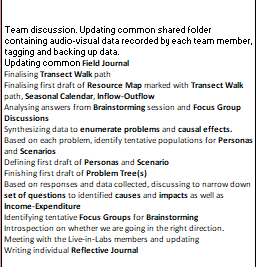 Team discussion. Updating common shared folder
containing audio-visual data recorded by each team member,
tagging and backing up data.
Updating common Field Journal
Finalising Transect Walk path
Finalising first draft of Resource Map marked with Transect Walk
path, Seasonal Calendar, Inflow-Outflow
Analysing answers from Brainstorming session and Focus Group
Discussions
Synthesizing data to enumerate problems and causal effects.
Based on each problem, identify tentative populations for Personas
and Scenarios
Defining first draft of Personas and Scenario
Finishing first draft of Problem Tree(s)
Based on responses and data collected, discussing to narrow down
set of questions to identified causes and impacts as well as
Income-Expenditure
Identifying tentative Focus Groups for Brainstorming
Introspection on whether we are going in the right direction.
Meeting with the Live-in-Labs members and updating
Writing individual Reflective Journal